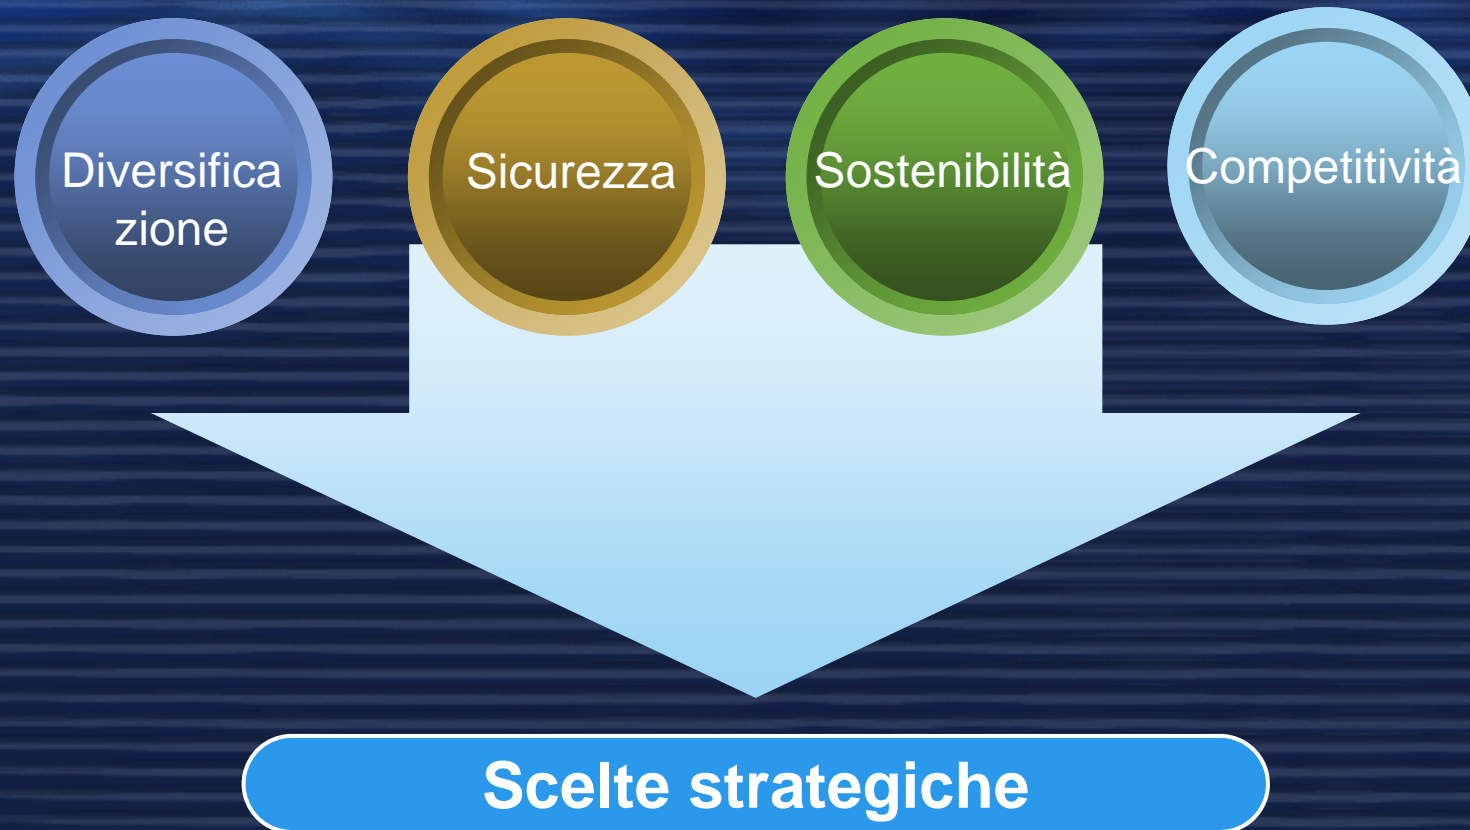 Diversifica
zione
Sicurezza
Sostenibilità
Competitività
Scelte strategiche